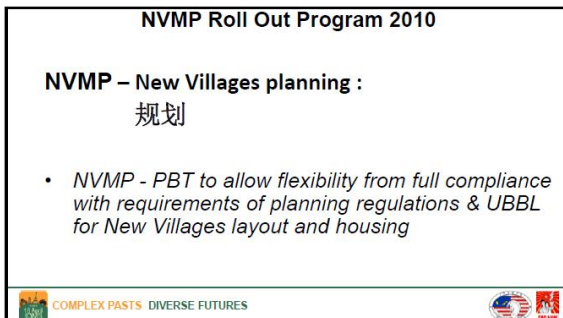 NVMP Roll Out Program 2010
NVMP – New Villages planning :
规划
• NVMP - PBT to allow flexibility from full compliance
with requirements of planning regulations & UBBL
for New Villages layout and housing
COMPLEX PASTS DIVERSE FUTURES